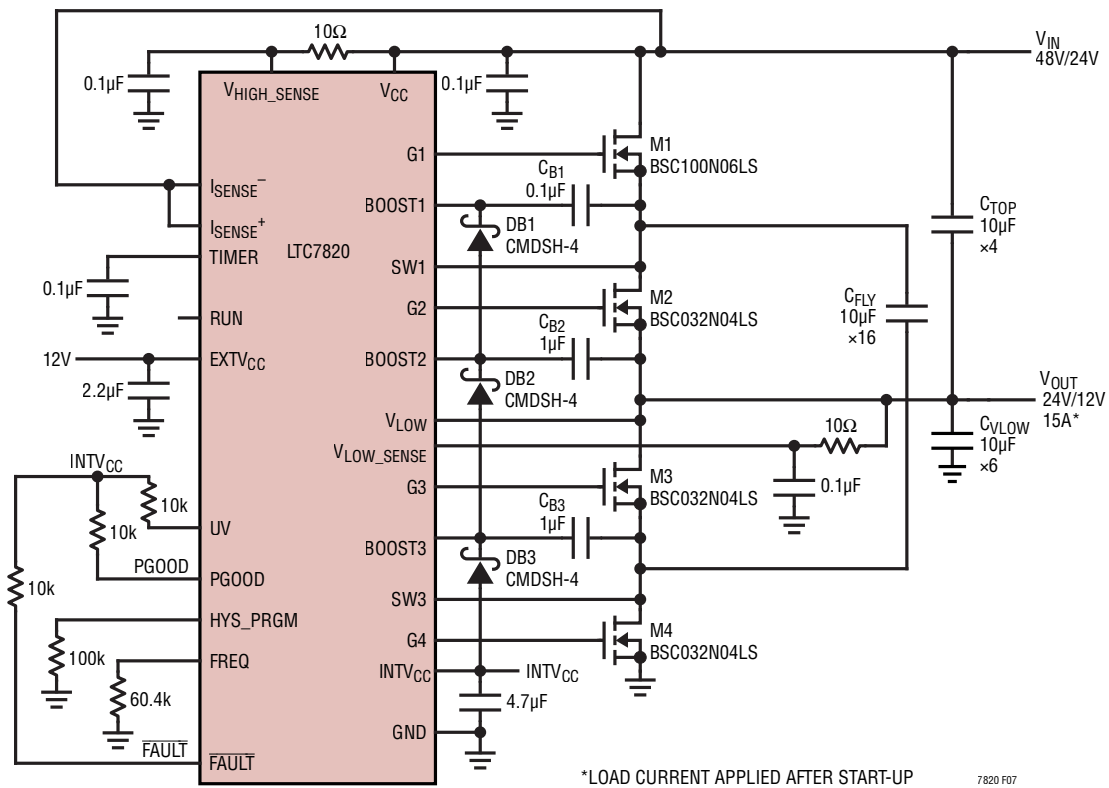 10Ω
V_IN
48V/24V
0.1µF
V_HIGH_SENSE
V_CC
0.1µF
G1
M1
BSC100N06LS
C_B1
0.1µF
I_SENSE⁻
BOOST1
I_SENSE⁺
DB1
CMDSH-4
C_TOP
10µF
×4
TIMER
LTC7820
SW1
0.1µF
G2
M2
BSC032N04LS
C_FLY
10µF
×16
RUN
C_B2
1µF
12V
EXTV_CC
BOOST2
2.2µF
DB2
CMDSH-4
V_OUT
24V/12V
15A*
V_LOW
10Ω
C_VLOW
10µF
×6
V_LOW_SENSE
INTV_CC
G3
M3
BSC032N04LS
0.1µF
10k
10k
UV
C_B3
1µF
BOOST3
PGOOD
PGOOD
DB3
CMDSH-4
10k
SW3
HYS_PRGM
G4
M4
BSC032N04LS
100k
FREQ
INTV_CC
INTV_CC
60.4k
4.7µF
GND
FAULT
FAULT
*LOAD CURRENT APPLIED AFTER START-UP
7820 F07